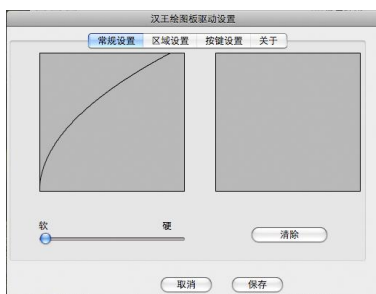 汉王绘图板驱动设置
常规设置 区域设置 按键设置 关于
软 硬
清除
取消 保存